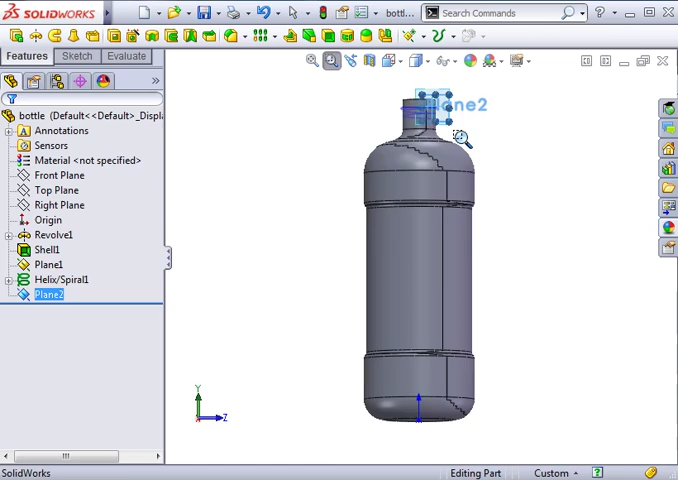 SOLIDWORKS
bottl...
Search Commands
?
Features
Sketch
Evaluate
»
bottle (Default<<Default>_Displa
A Annotations
Sensors
Material <not specified>
Front Plane
Top Plane
Right Plane
Origin
Revolve1
Shell1
Plane1
Helix/Spiral1
Plane2
Plane2
Y
Z
SolidWorks
Editing Part
Custom
?